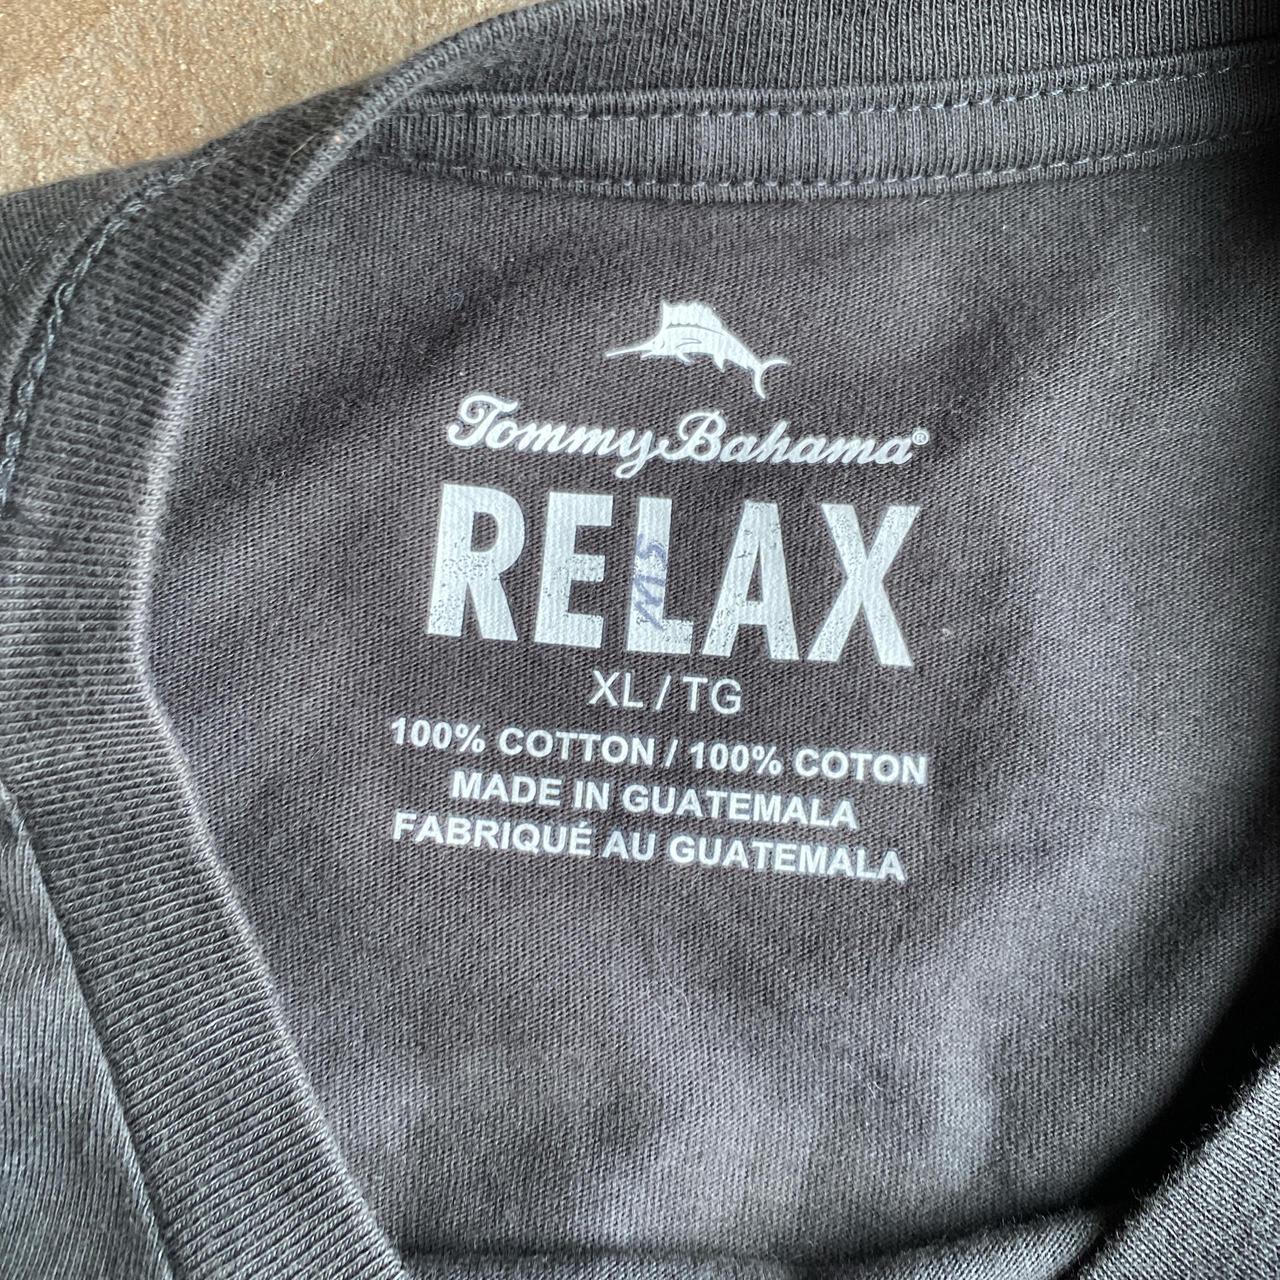 Tommy Bahama®
RELAX
XL / TG
100% COTTON / 100% COTON
MADE IN GUATEMALA
FABRIQUÉ AU GUATEMALA